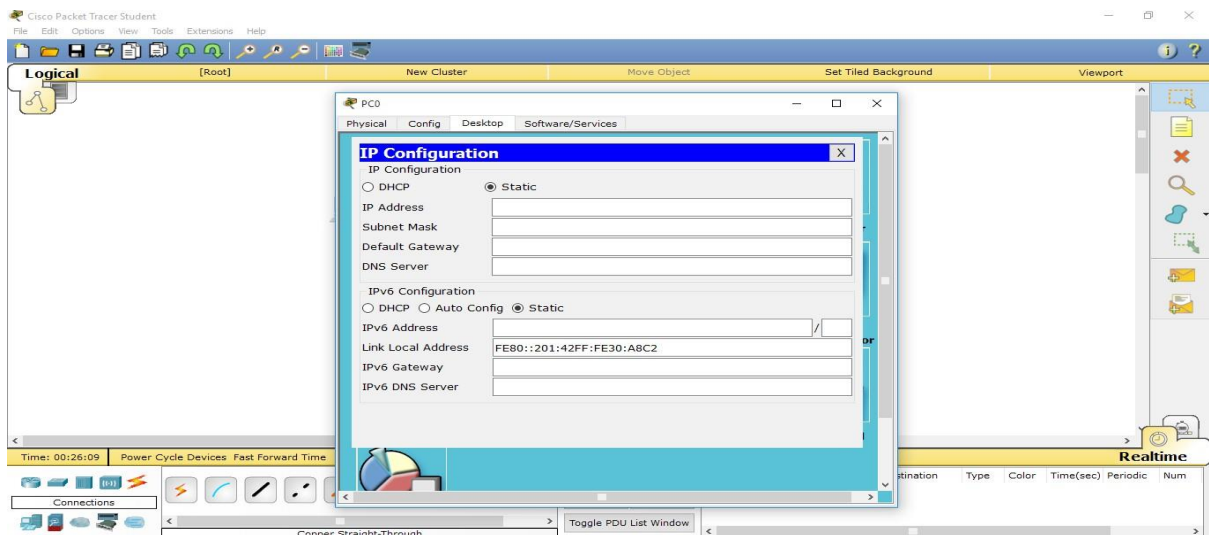 Cisco Packet Tracer Student
File Edit Options View Tools Extensions Help
Logical [Root] New Cluster Move Object Set Tiled Background Viewport
PC0
Physical Config Desktop Software/Services
IP Configuration X
IP Configuration
DHCP Static
IP Address
Subnet Mask
Default Gateway
DNS Server
IPv6 Configuration
DHCP Auto Config Static
IPv6 Address /
Link Local Address FE80::201:42FF:FE30:A8C2
IPv6 Gateway
IPv6 DNS Server
or
Time: 00:26:09 Power Cycle Devices Fast Forward Time Realtime
stination Type Color Time(sec) Periodic Num
Connections
Toggle PDU List Window
Copper Straight-Through